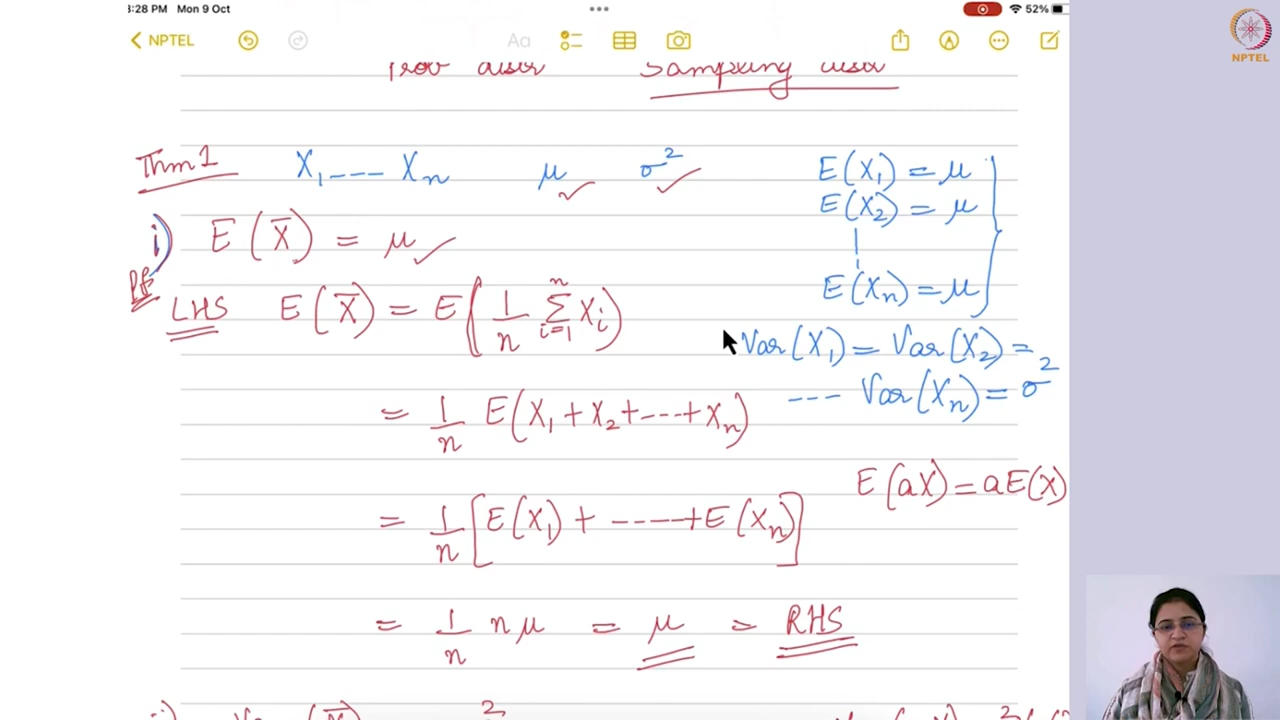 3:28 PM Mon 9 Oct
52%
NPTEL
Aa
NPTEL
Prob distr Sampling distr
Thm 1 X₁ ---- Xₙ μ σ²
i) E(X̄) = μ
Pf
LHS E(X̄) = E(1/n Σⁿᵢ₌₁ Xᵢ)
= 1/n E(X₁ + X₂ + ---- + Xₙ)
= 1/n [E(X₁) + ----- + E(Xₙ)]
= 1/n nμ = μ = RHS
E(X₁) = μ
E(X₂) = μ
E(Xₙ) = μ
Var(X₁) = Var(X₂) =
--- Var(Xₙ) = σ²
E(aX) = aE(X)